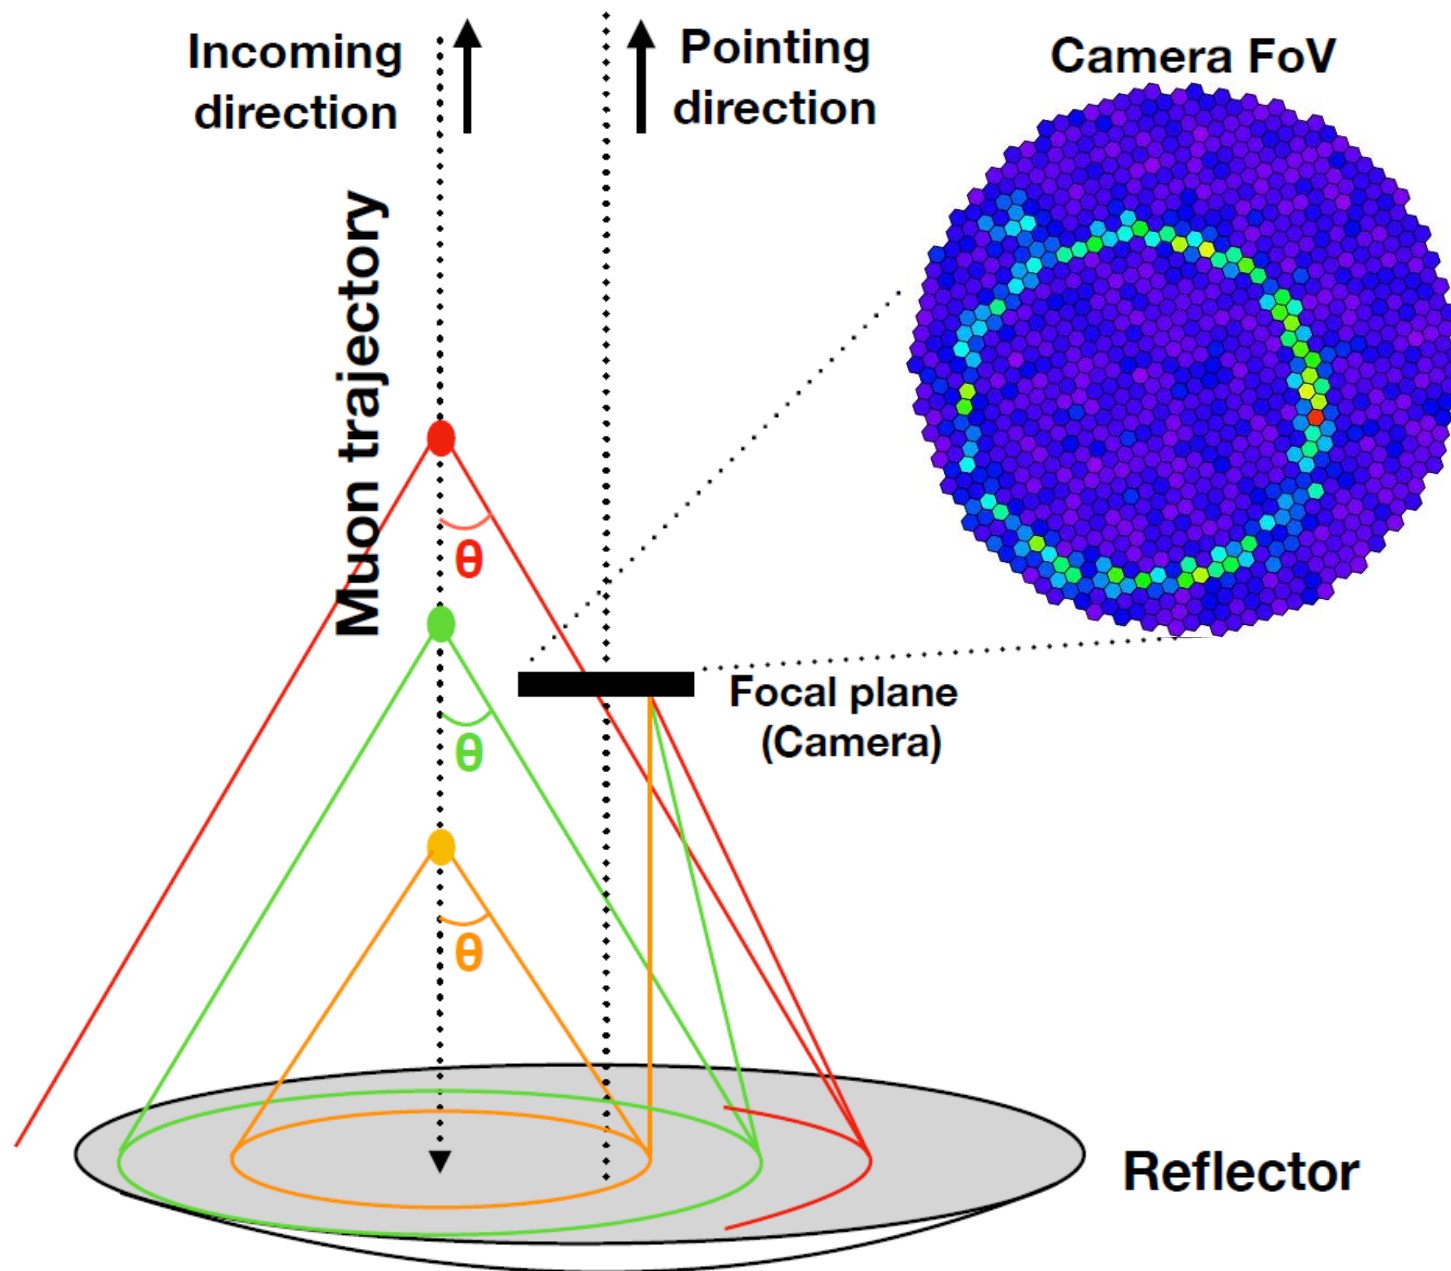 Incoming
direction
Pointing
direction
Camera FoV
Muon trajectory
θ
θ
θ
Focal plane
(Camera)
Reflector